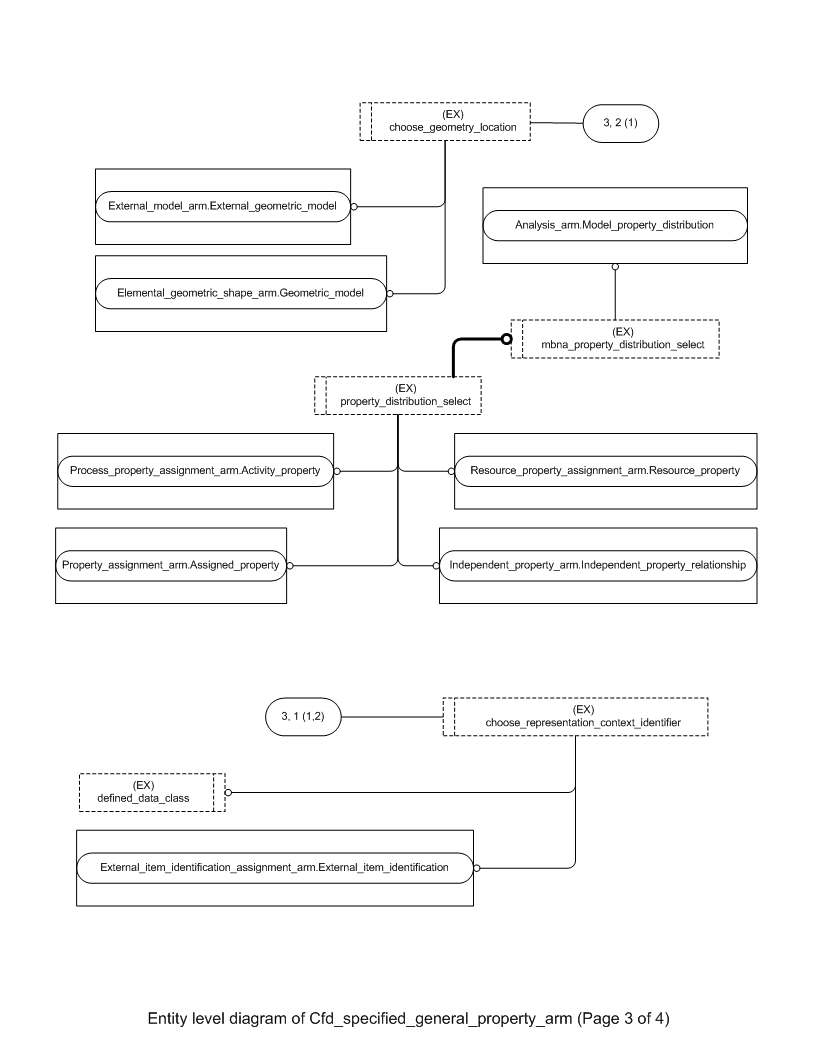 (EX)
choose_geometry_location
3, 2 (1)
External_model_arm.External_geometric_model
Analysis_arm.Model_property_distribution
Elemental_geometric_shape_arm.Geometric_model
(EX)
mbna_property_distribution_select
(EX)
property_distribution_select
Process_property_assignment_arm.Activity_property
Resource_property_assignment_arm.Resource_property
Property_assignment_arm.Assigned_property
Independent_property_arm.Independent_property_relationship
3, 1 (1,2)
(EX)
choose_representation_context_identifier
(EX)
defined_data_class
External_item_identification_assignment_arm.External_item_identification
Entity level diagram of Cfd_specified_general_property_arm (Page 3 of 4)